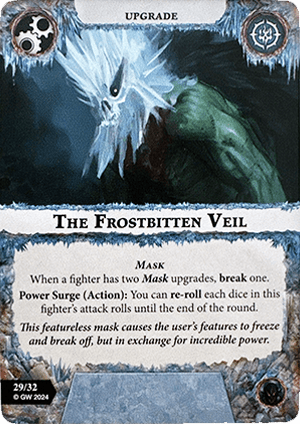 UPGRADE
THE FROSTBITTEN VEIL
MASK
When a fighter has two Mask upgrades, break one.
Power Surge (Action): You can re-roll each dice in this
fighter's attack rolls until the end of the round.
This featureless mask causes the user's features to freeze
and break off, but in exchange for incredible power.
29/32
© GW 2024